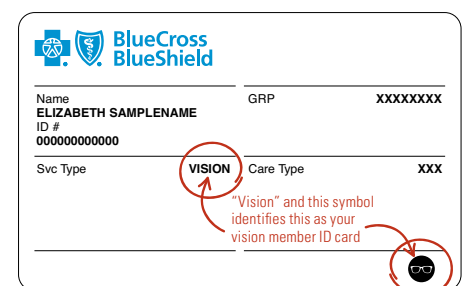 BlueCross
BlueShield
Name
ELIZABETH SAMPLENAME
ID #
000000000000
GRP XXXXXXXX
Svc Type VISION
Care Type XXX
"Vision" and this symbol
identifies this as your
vision member ID card